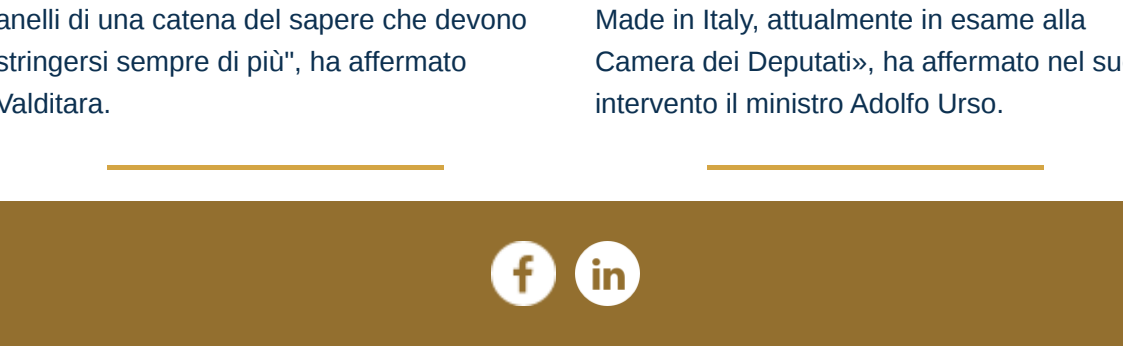 anelli di una catena del sapere che devono
stringersi sempre di più", ha affermato
Valditara.
Made in Italy, attualmente in esame alla
Camera dei Deputati», ha affermato nel su
intervento il ministro Adolfo Urso.
f in